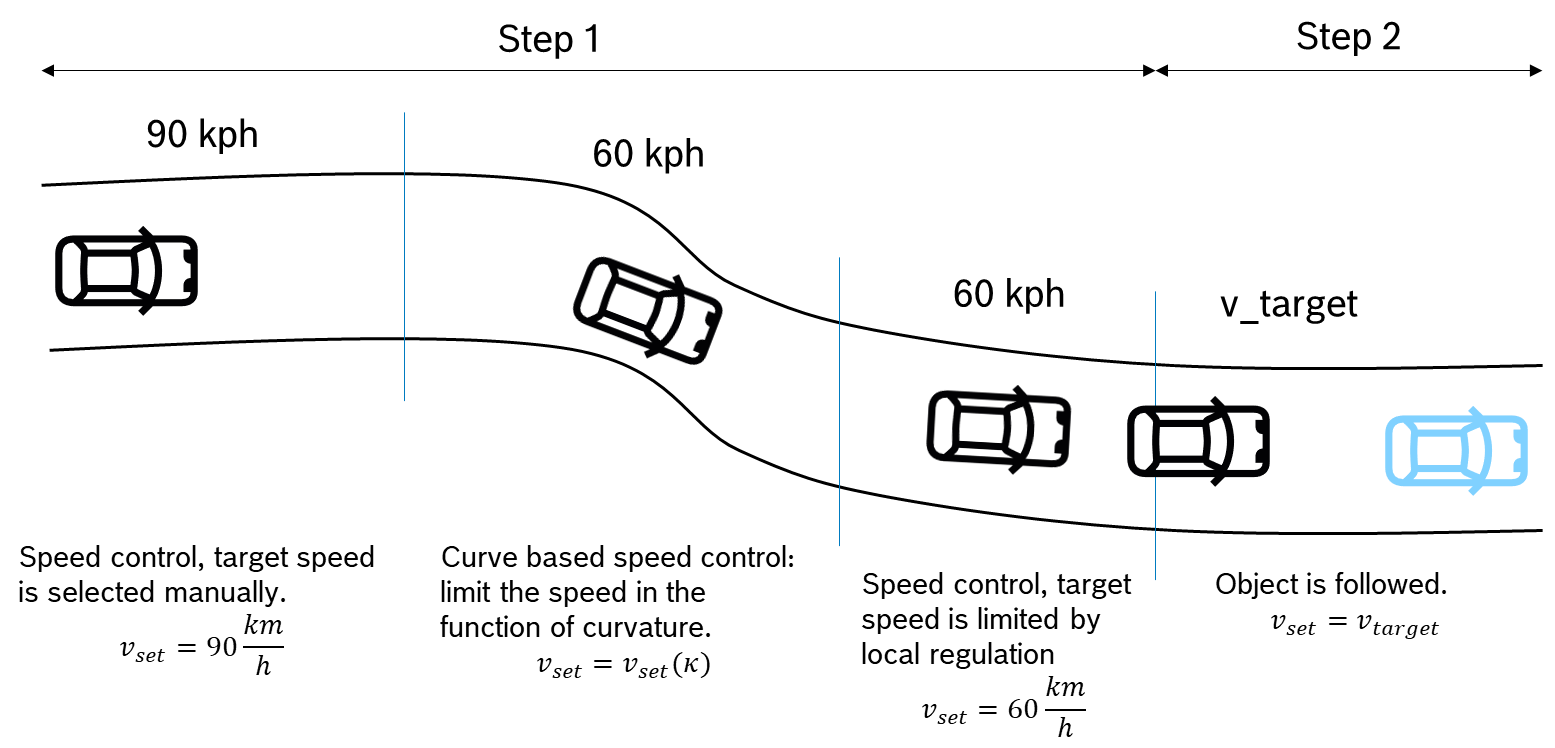 Step 1
Step 2
90 kph
60 kph
60 kph
v_target
Speed control, target speed
is selected manually.
v_set = 90 km/h
Curve based speed control:
limit the speed in the
function of curvature.
v_set = v_set(κ)
Speed control, target
speed is limited by
local regulation
v_set = 60 km/h
Object is followed.
v_set = v_target